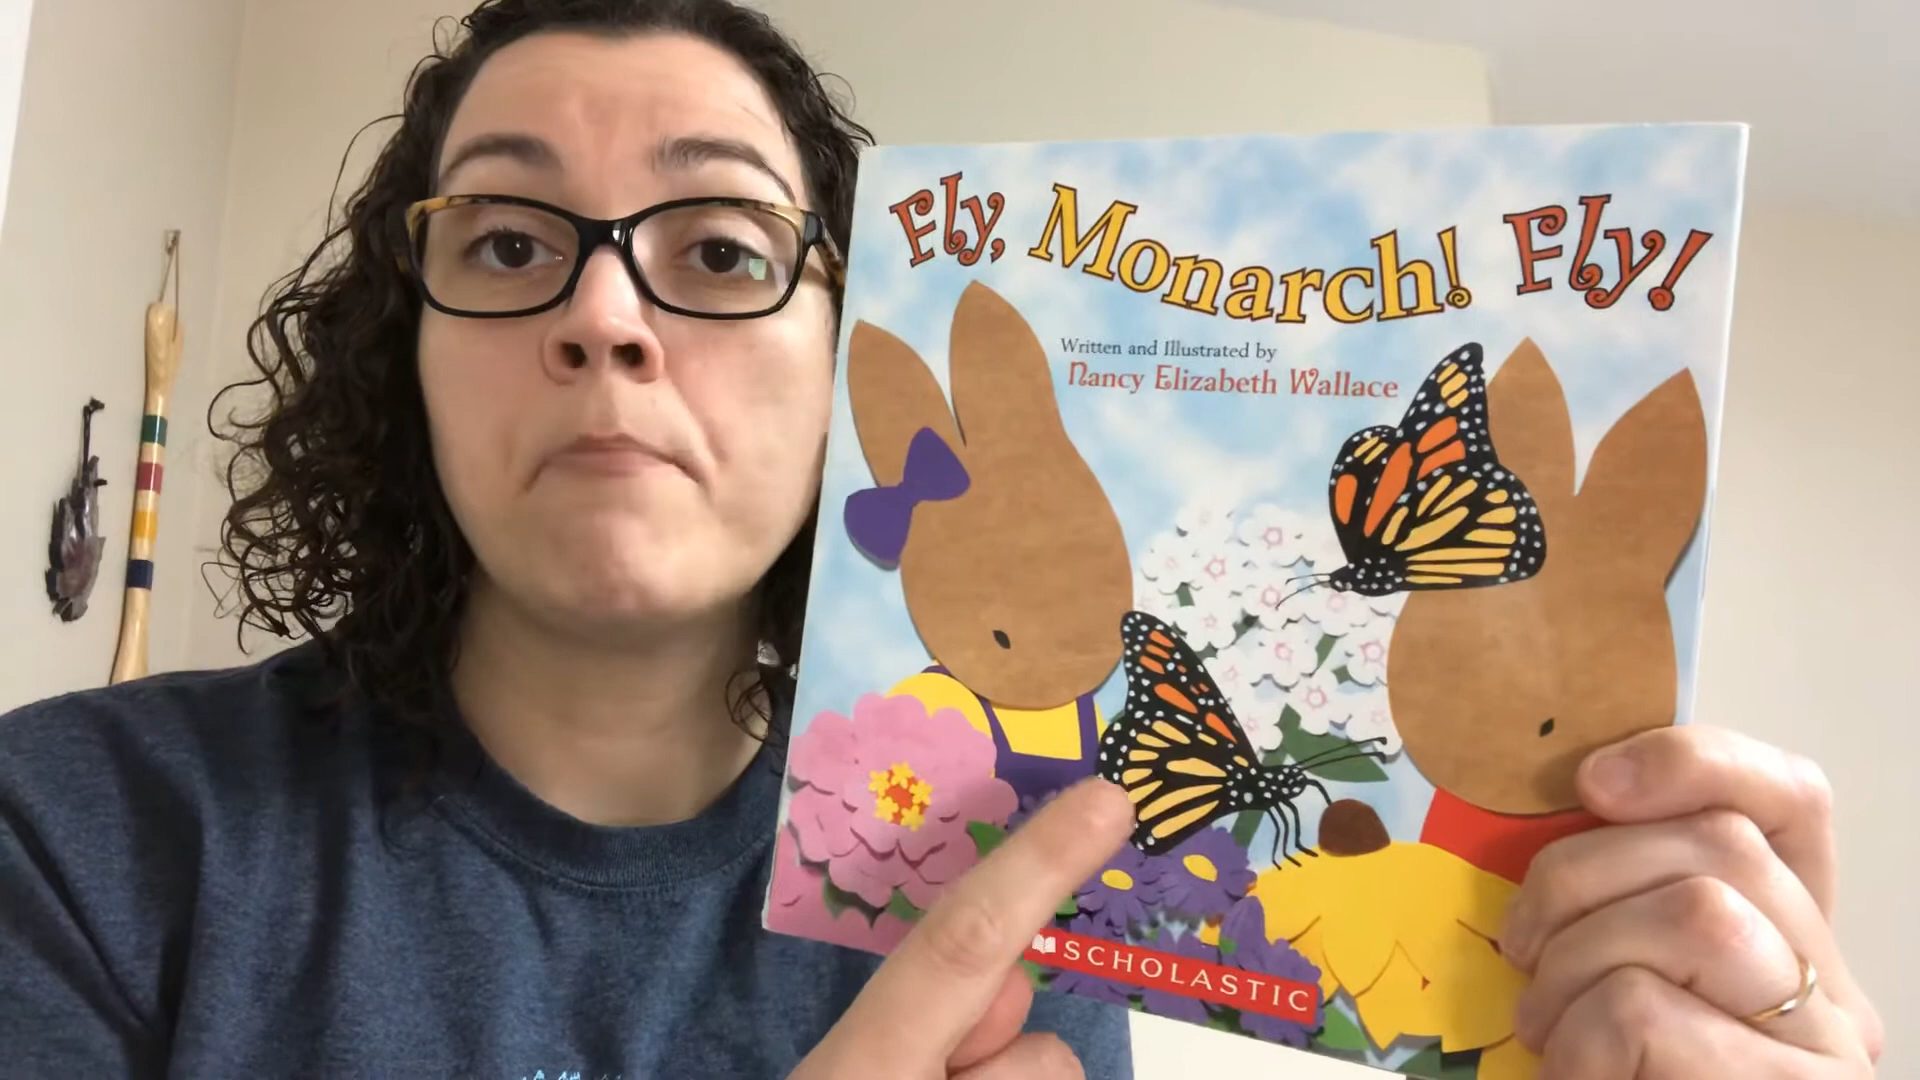 Fly, Monarch! Fly!
Written and Illustrated by
Nancy Elizabeth Wallace
SCHOLASTIC